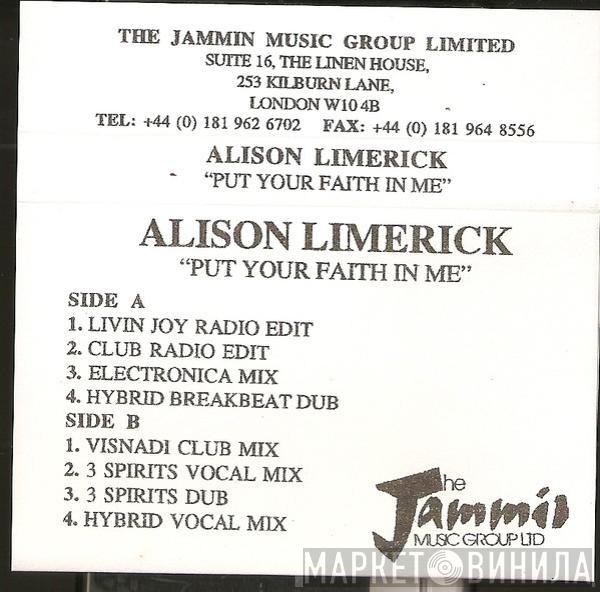 THE JAMMIN MUSIC GROUP LIMITED
SUITE 16, THE LINEN HOUSE,
253 KILBURN LANE,
LONDON W10 4B
TEL: +44 (0) 181 962 6702 FAX: +44 (0) 181 964 8556
ALISON LIMERICK
“PUT YOUR FAITH IN ME”
ALISON LIMERICK
“PUT YOUR FAITH IN ME”
SIDE A
1. LIVIN JOY RADIO EDIT
2. CLUB RADIO EDIT
3. ELECTRONICA MIX
4. HYBRID BREAKBEAT DUB
SIDE B
1. VISNADI CLUB MIX
2. 3 SPIRITS VOCAL MIX
3. 3 SPIRITS DUB
4. HYBRID VOCAL MIX
The
Jammin
MUSIC GROUP LTD
МАРКЕТВИНИЛА